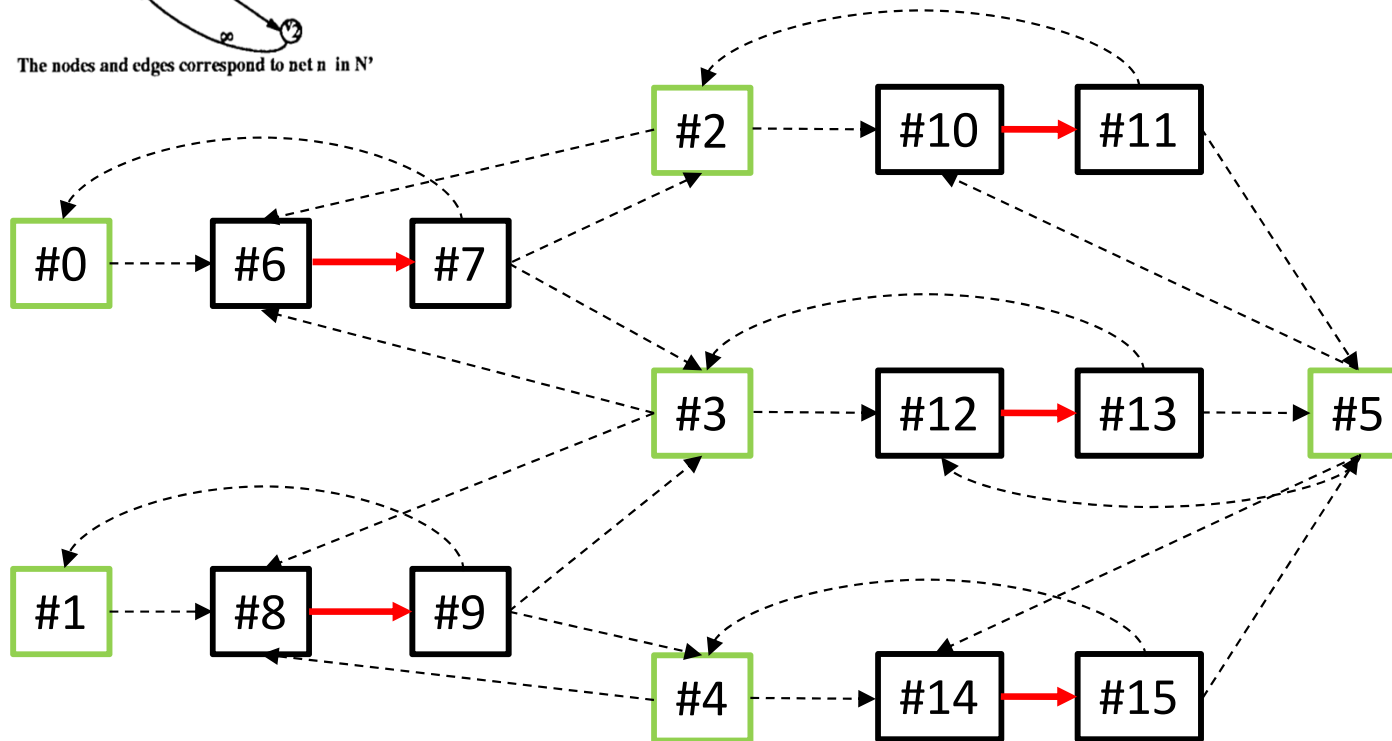 ∞
The nodes and edges correspond to net n in N'
#2 #10 #11
#0 #6 #7
#3 #12 #13 #5
#1 #8 #9
#4 #14 #15